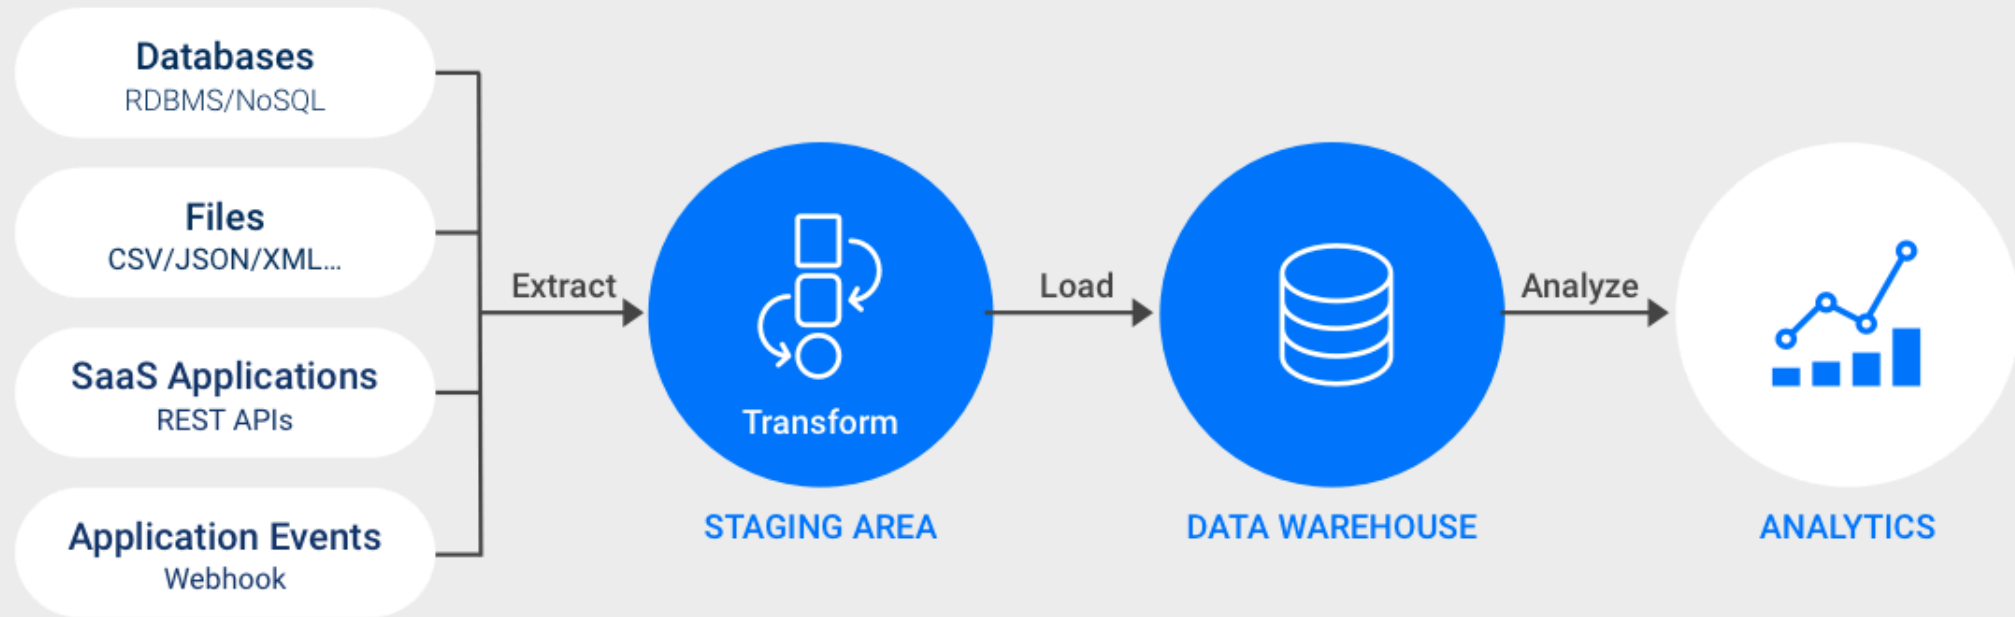 Databases
RDBMS/NoSQL
Files
CSV/JSON/XML...
SaaS Applications
REST APIs
Application Events
Webhook
Extract
Transform
STAGING AREA
Load
DATA WAREHOUSE
Analyze
ANALYTICS